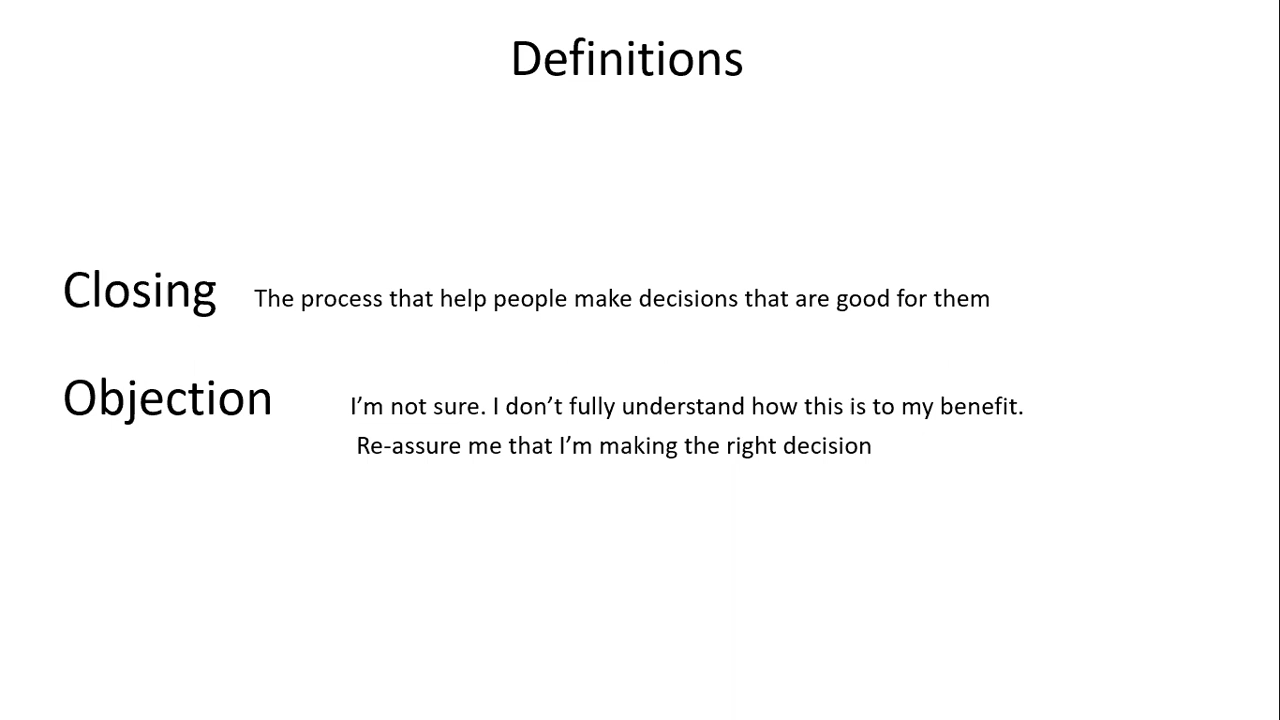 Definitions
Closing The process that help people make decisions that are good for them
Objection I’m not sure. I don’t fully understand how this is to my benefit.
Re-assure me that I’m making the right decision